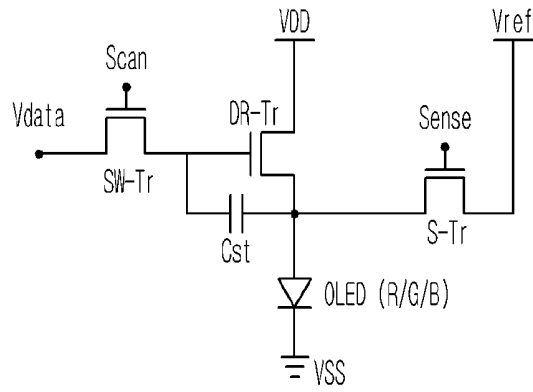 VDD
Vref
Scan
Vdata
DR-Tr
Sense
SW-Tr
S-Tr
Cst
OLED (R/G/B)
VSS